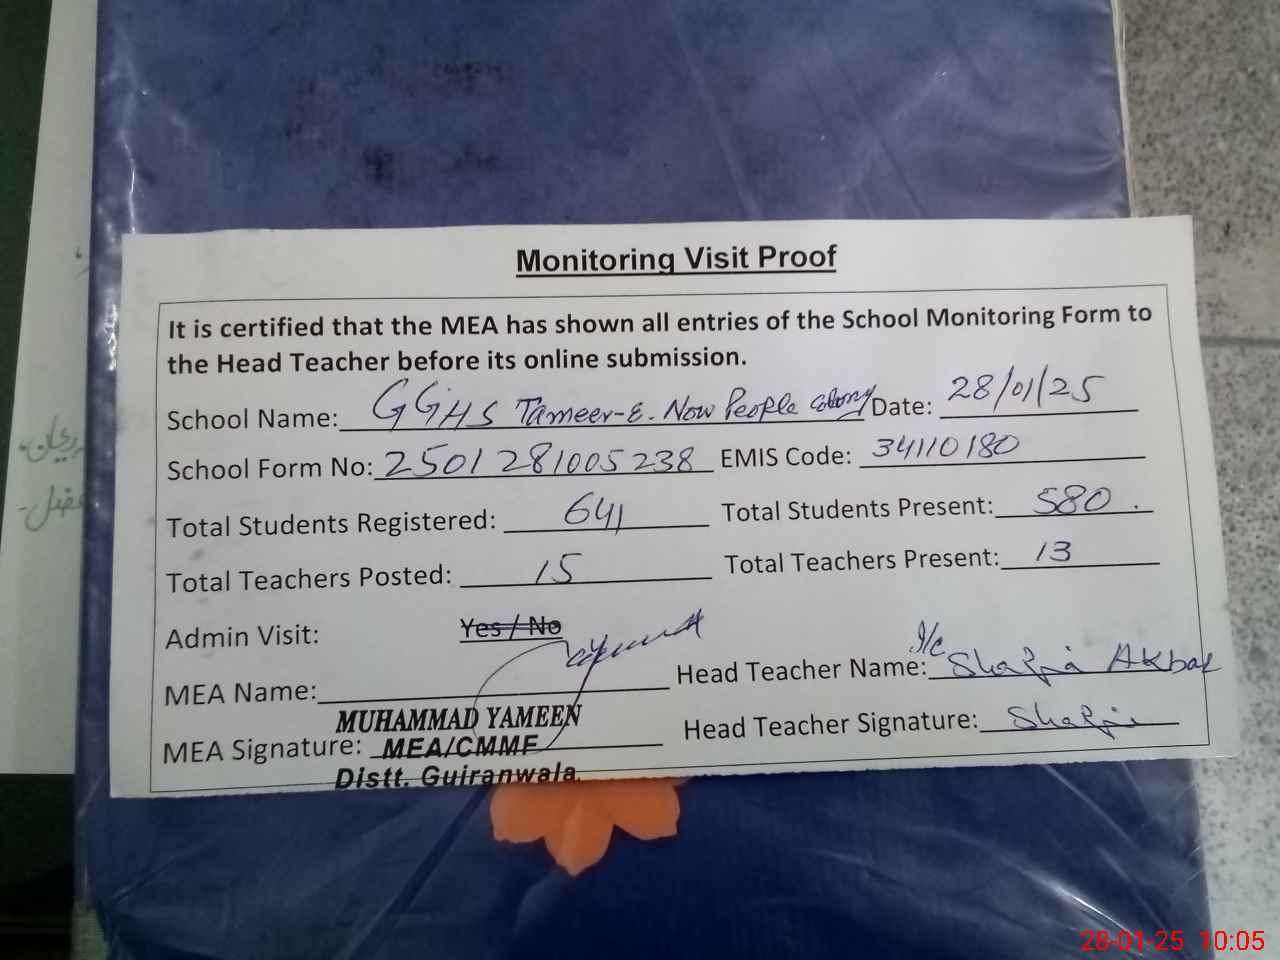 Monitoring Visit Proof
It is certified that the MEA has shown all entries of the School Monitoring Form to
the Head Teacher before its online submission.
School Name: GGHS Tameer-E. Now People colony Date: 28/01/25
School Form No: 2501281005238 EMIS Code: 34110180
Total Students Registered: 641 Total Students Present: 580.
Total Teachers Posted: 15 Total Teachers Present: 13
Admin Visit: Yes / No
MEA Name: Head Teacher Name: I/c Shafia Akbar
MUHAMMAD YAMEEN
MEA Signature: MEA/CMMF Head Teacher Signature: Shafia
Distt. Gujranwala.
28-01-25 10:05